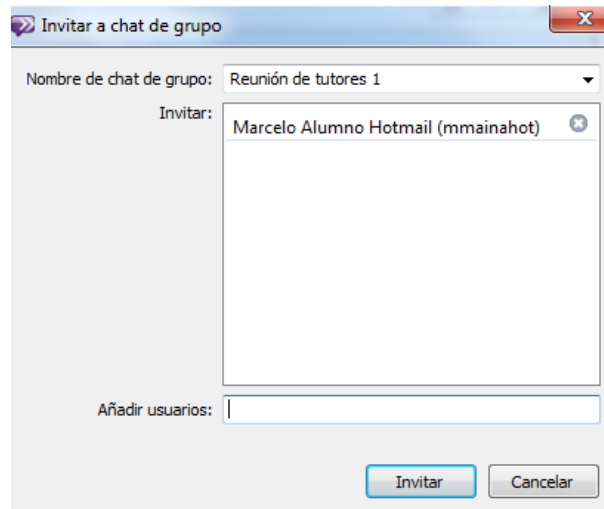 Invitar a chat de grupo
Nombre de chat de grupo: Reunión de tutores 1
Invitar:
Marcelo Alumno Hotmail (mmainahot)
Añadir usuarios:
Invitar Cancelar